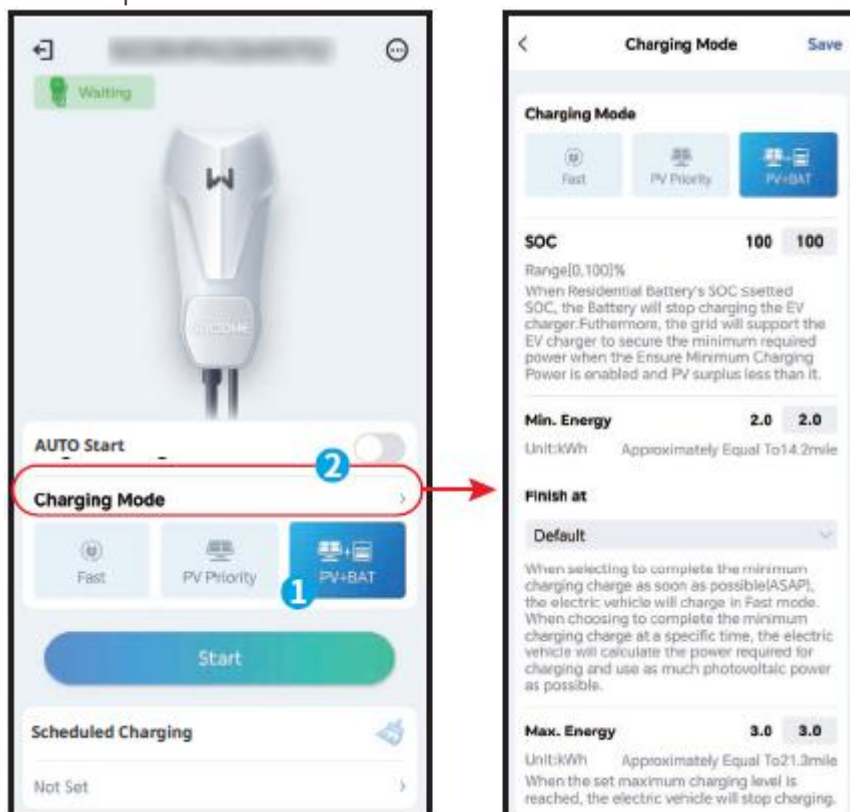 Waiting
AUTO Start
2
Charging Mode
Fast
PV Priority
PV+BAT
1
Start
Scheduled Charging
Not Set
Charging Mode
Save
Charging Mode
Fast
PV Priority
PV+BAT
SOC 100 100
Range[0,100]%
When Residential Battery's SOC ≤setted
SOC, the Battery will stop charging the EV
charger.Futhermore, the grid will support the
EV charger to secure the minimum required
power when the Ensure Minimum Charging
Power is enabled and PV surplus less than it.
Min. Energy 2.0 2.0
Unit:kWh Approximately Equal To14.2mile
Finish at
Default
When selecting to complete the minimum
charging charge as soon as possible(ASAP),
the electric vehicle will charge in Fast mode.
When choosing to complete the minimum
charging charge at a specific time, the electric
vehicle will calculate the power required for
charging and use as much photovoltaic power
as possible.
Max. Energy 3.0 3.0
Unit:kWh Approximately Equal To21.3mile
When the set maximum charging level is
reached, the electric vehicle will stop charging.